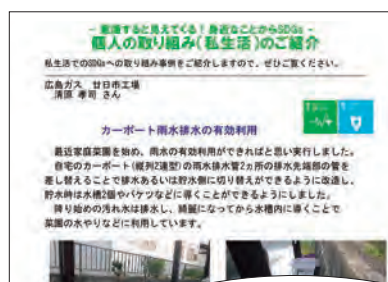 - 意識すると見えてくる！身近なことからSDGs -
個人の取り組み(私生活)のご紹介
私生活でのSDGsへの取り組み事例をご紹介しますので、ぜひご覧ください。
広島ガス 廿日市工場
清原 孝司 さん
カーポート雨水排水の有効利用
最近家庭菜園を始め、雨水の有効利用ができればと思い実行しました。
自宅のカーポート(縦列2連型)の雨水排水管2ヵ所の排水先端部の管を
差し替えることで排水あるいは貯水側に切り替えができるように改造し、
貯水時は水槽2個やバケツなどに導くことができるようにしました。
降り始めの汚れ水は排水し、綺麗になってから水槽内に導くことで
菜園の水やりなどに利用しています。